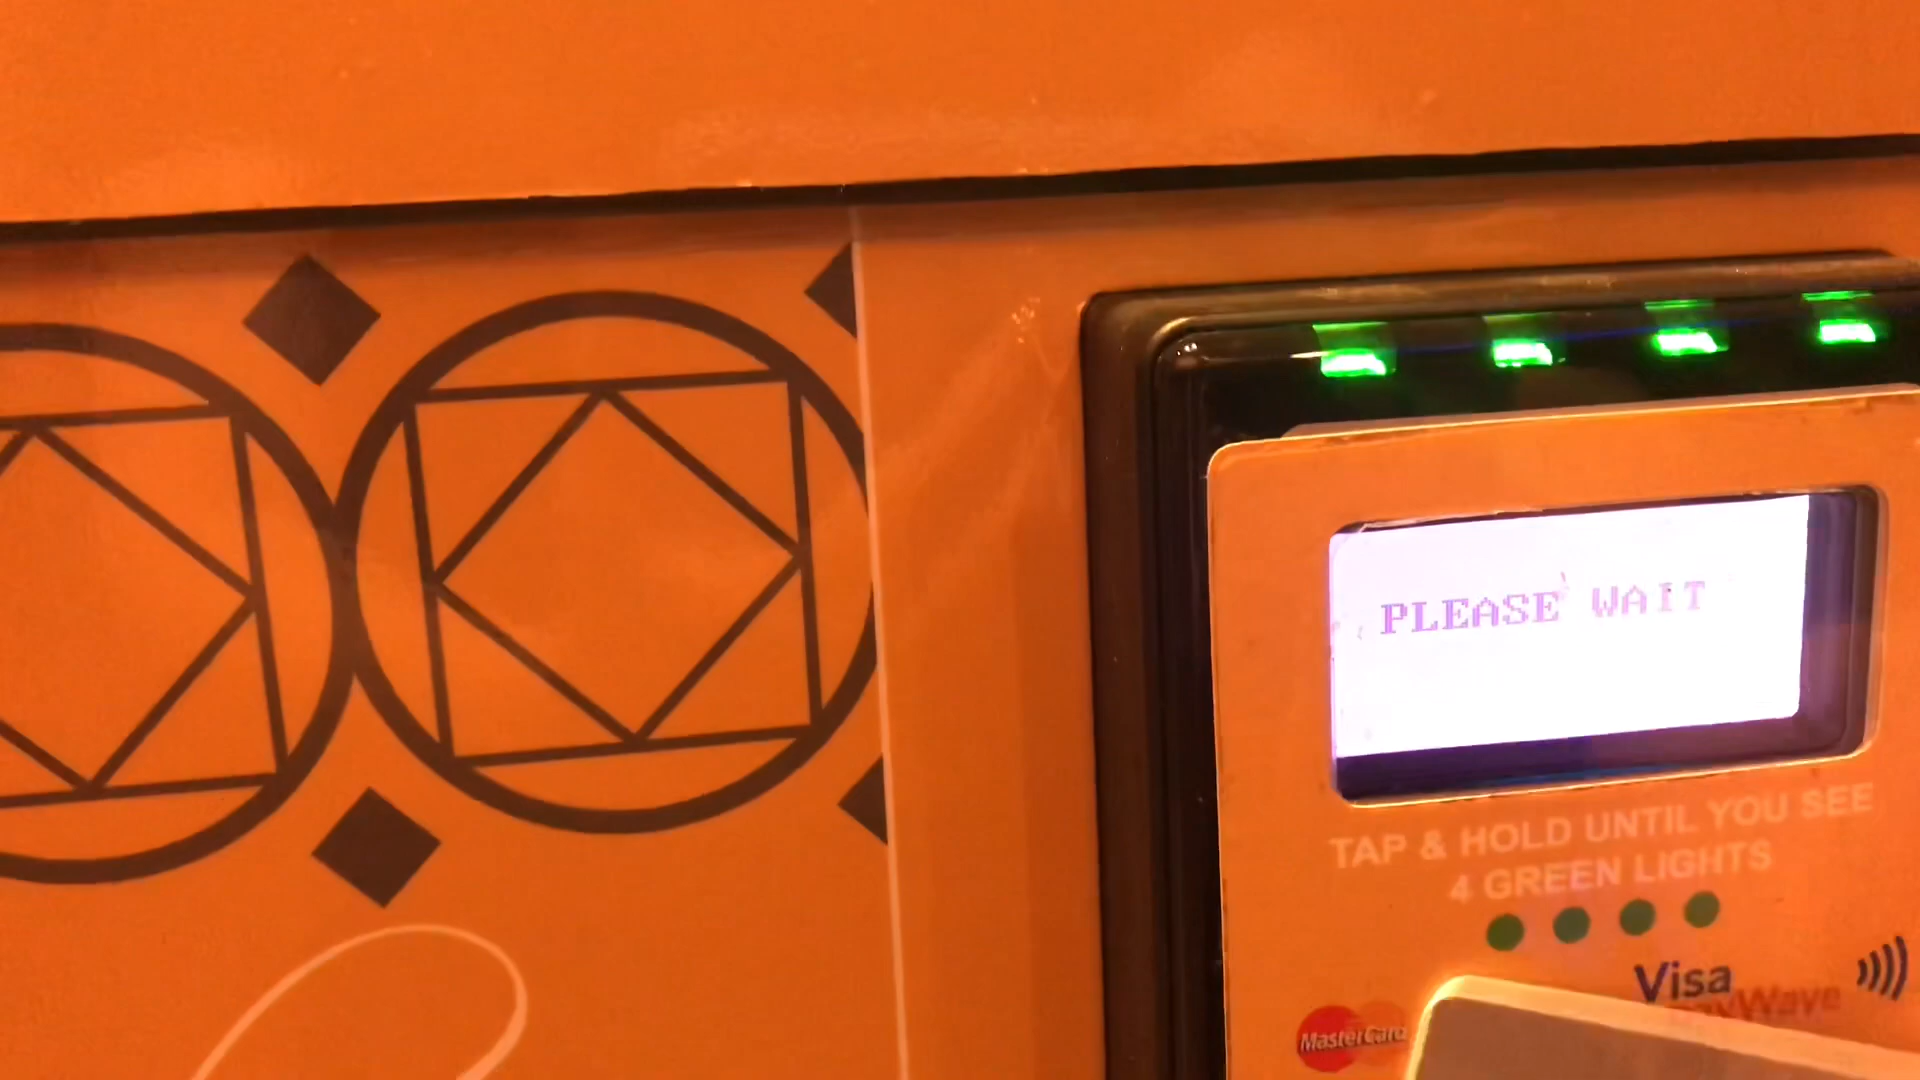 PLEASE WAIT
TAP & HOLD UNTIL YOU SEE
4 GREEN LIGHTS
Visa
payWave
MasterCard